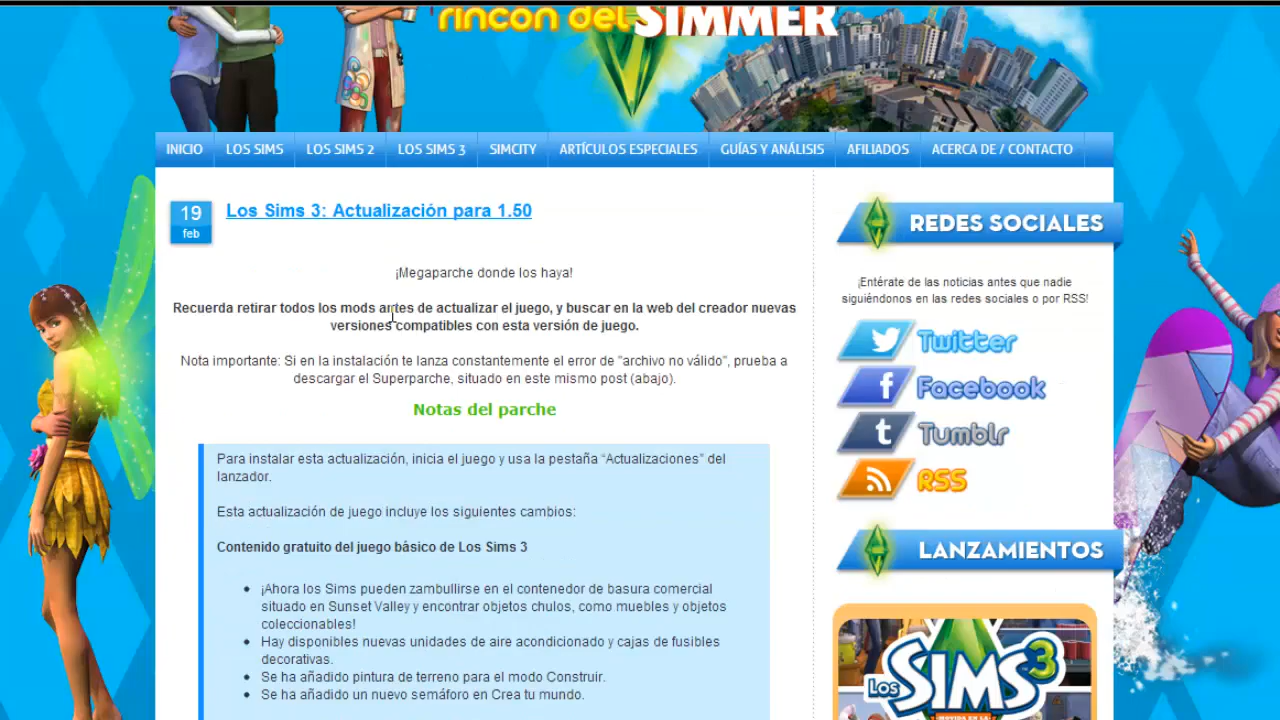 rincon del SIMMER
INICIO LOS SIMS LOS SIMS 2 LOS SIMS 3 SIMCITY ARTÍCULOS ESPECIALES GUÍAS Y ANÁLISIS AFILIADOS ACERCA DE / CONTACTO
19
feb
Los Sims 3: Actualización para 1.50
¡Megaparche donde los haya!
Recuerda retirar todos los mods antes de actualizar el juego, y buscar en la web del creador nuevas
versiones compatibles con esta versión de juego.
Nota importante: Si en la instalación te lanza constantemente el error de "archivo no válido", prueba a
descargar el Superparche, situado en este mismo post (abajo).
Notas del parche
Para instalar esta actualización, inicia el juego y usa la pestaña “Actualizaciones” del
lanzador.
Esta actualización de juego incluye los siguientes cambios:
Contenido gratuito del juego básico de Los Sims 3
• ¡Ahora los Sims pueden zambullirse en el contenedor de basura comercial
situado en Sunset Valley y encontrar objetos chulos, como muebles y objetos
coleccionables!
• Hay disponibles nuevas unidades de aire acondicionado y cajas de fusibles
decorativas.
• Se ha añadido pintura de terreno para el modo Construir.
• Se ha añadido un nuevo semáforo en Crea tu mundo.
REDES SOCIALES
¡Entérate de las noticias antes que nadie
siguiéndonos en las redes sociales o por RSS!
Twitter
Facebook
Tumblr
RSS
LANZAMIENTOS
LOS SIMS 3
MOVIDA EN LA